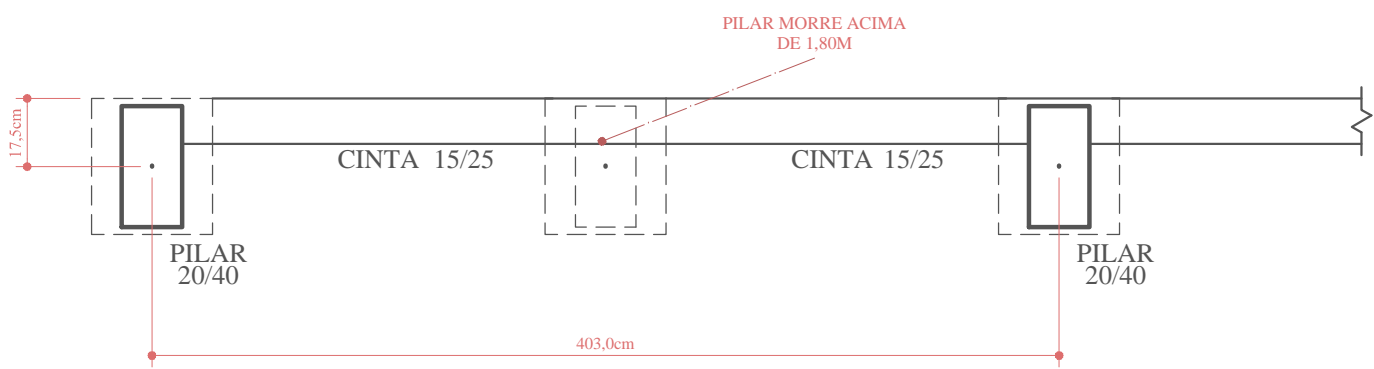 PILAR MORRE ACIMA
DE 1,80M
17,5cm
CINTA 15/25
CINTA 15/25
PILAR
20/40
PILAR
20/40
403,0cm